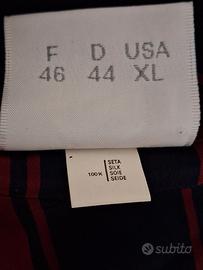 F D USA
46 44 XL
100%
SETA
SILK
SOIE
SEIDE
subito